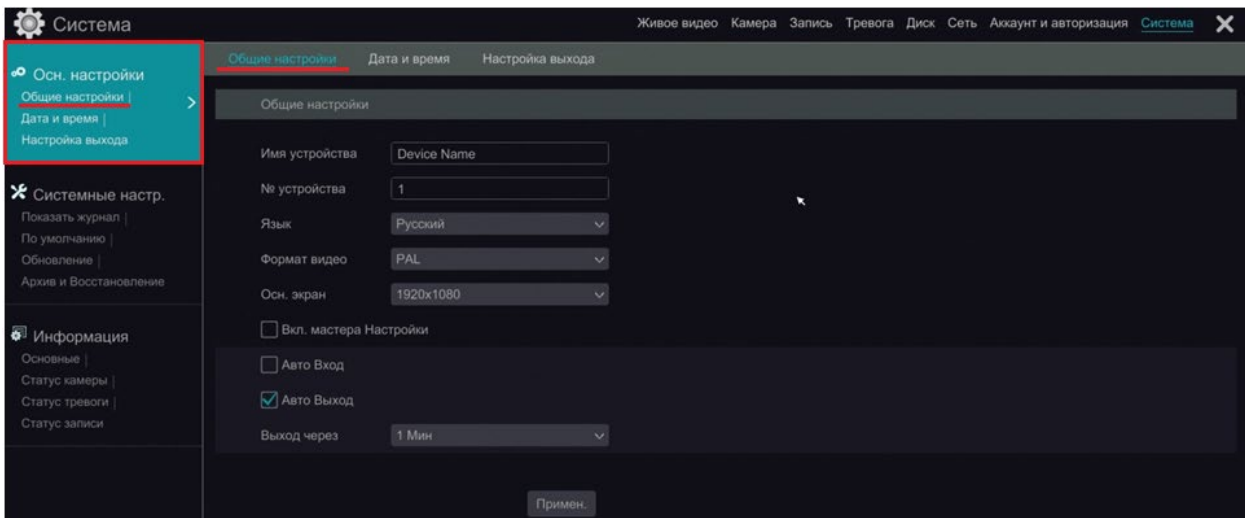 Система
Живое видео Камера Запись Тревога Диск Сеть Аккаунт и авторизация Система
Осн. настройки
Общие настройки |
Дата и время |
Настройка выхода
Системные настр.
Показать журнал |
По умолчанию |
Обновление |
Архив и Восстановление
Информация
Основные |
Статус камеры |
Статус тревоги |
Статус записи
Общие настройки Дата и время Настройка выхода
Общие настройки
Имя устройства Device Name
№ устройства 1
Язык Русский
Формат видео PAL
Осн. экран 1920x1080
Вкл. мастера Настройки
Авто Вход
Авто Выход
Выход через 1 Мин
Примен.